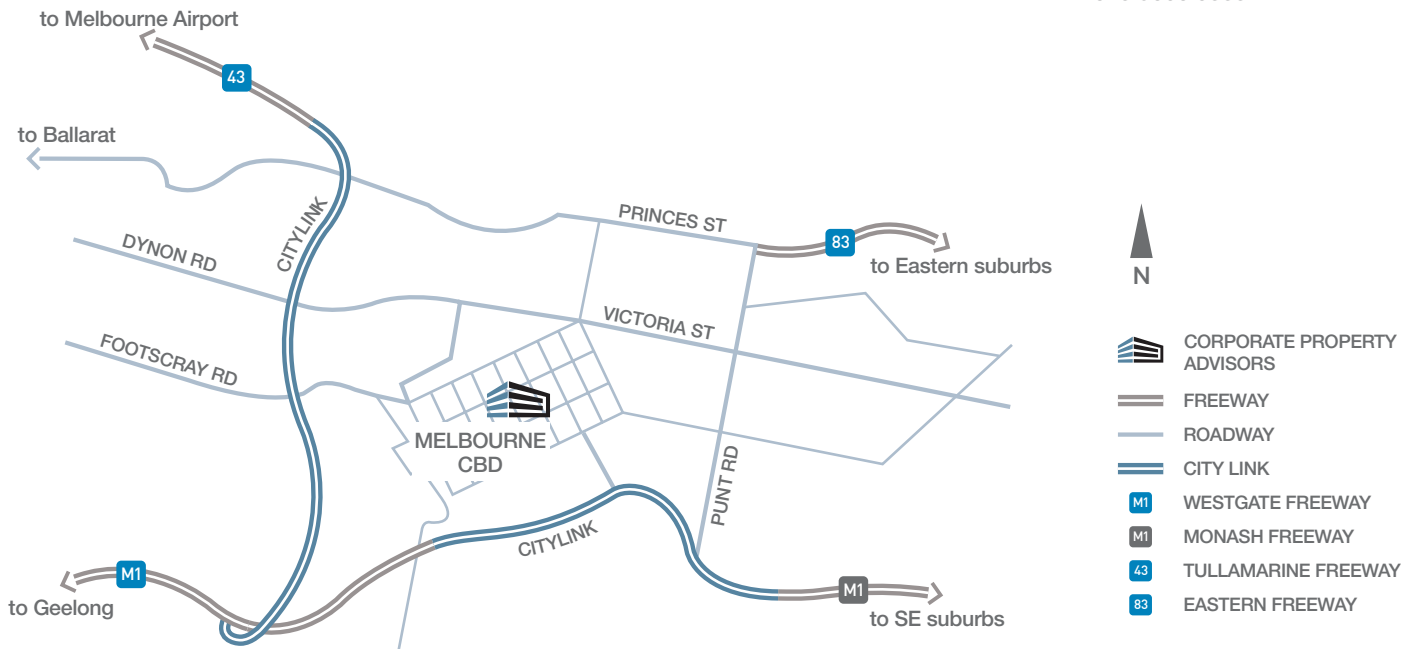 to Melbourne Airport
43
to Ballarat
CITYLINK
PRINCES ST
DYNON RD
83
to Eastern suburbs
N
VICTORIA ST
FOOTSCRAY RD
MELBOURNE
CBD
PUNT RD
CITYLINK
M1
to Geelong
M1
to SE suburbs
CORPORATE PROPERTY
ADVISORS
FREEWAY
ROADWAY
CITY LINK
M1 WESTGATE FREEWAY
M1 MONASH FREEWAY
43 TULLAMARINE FREEWAY
83 EASTERN FREEWAY